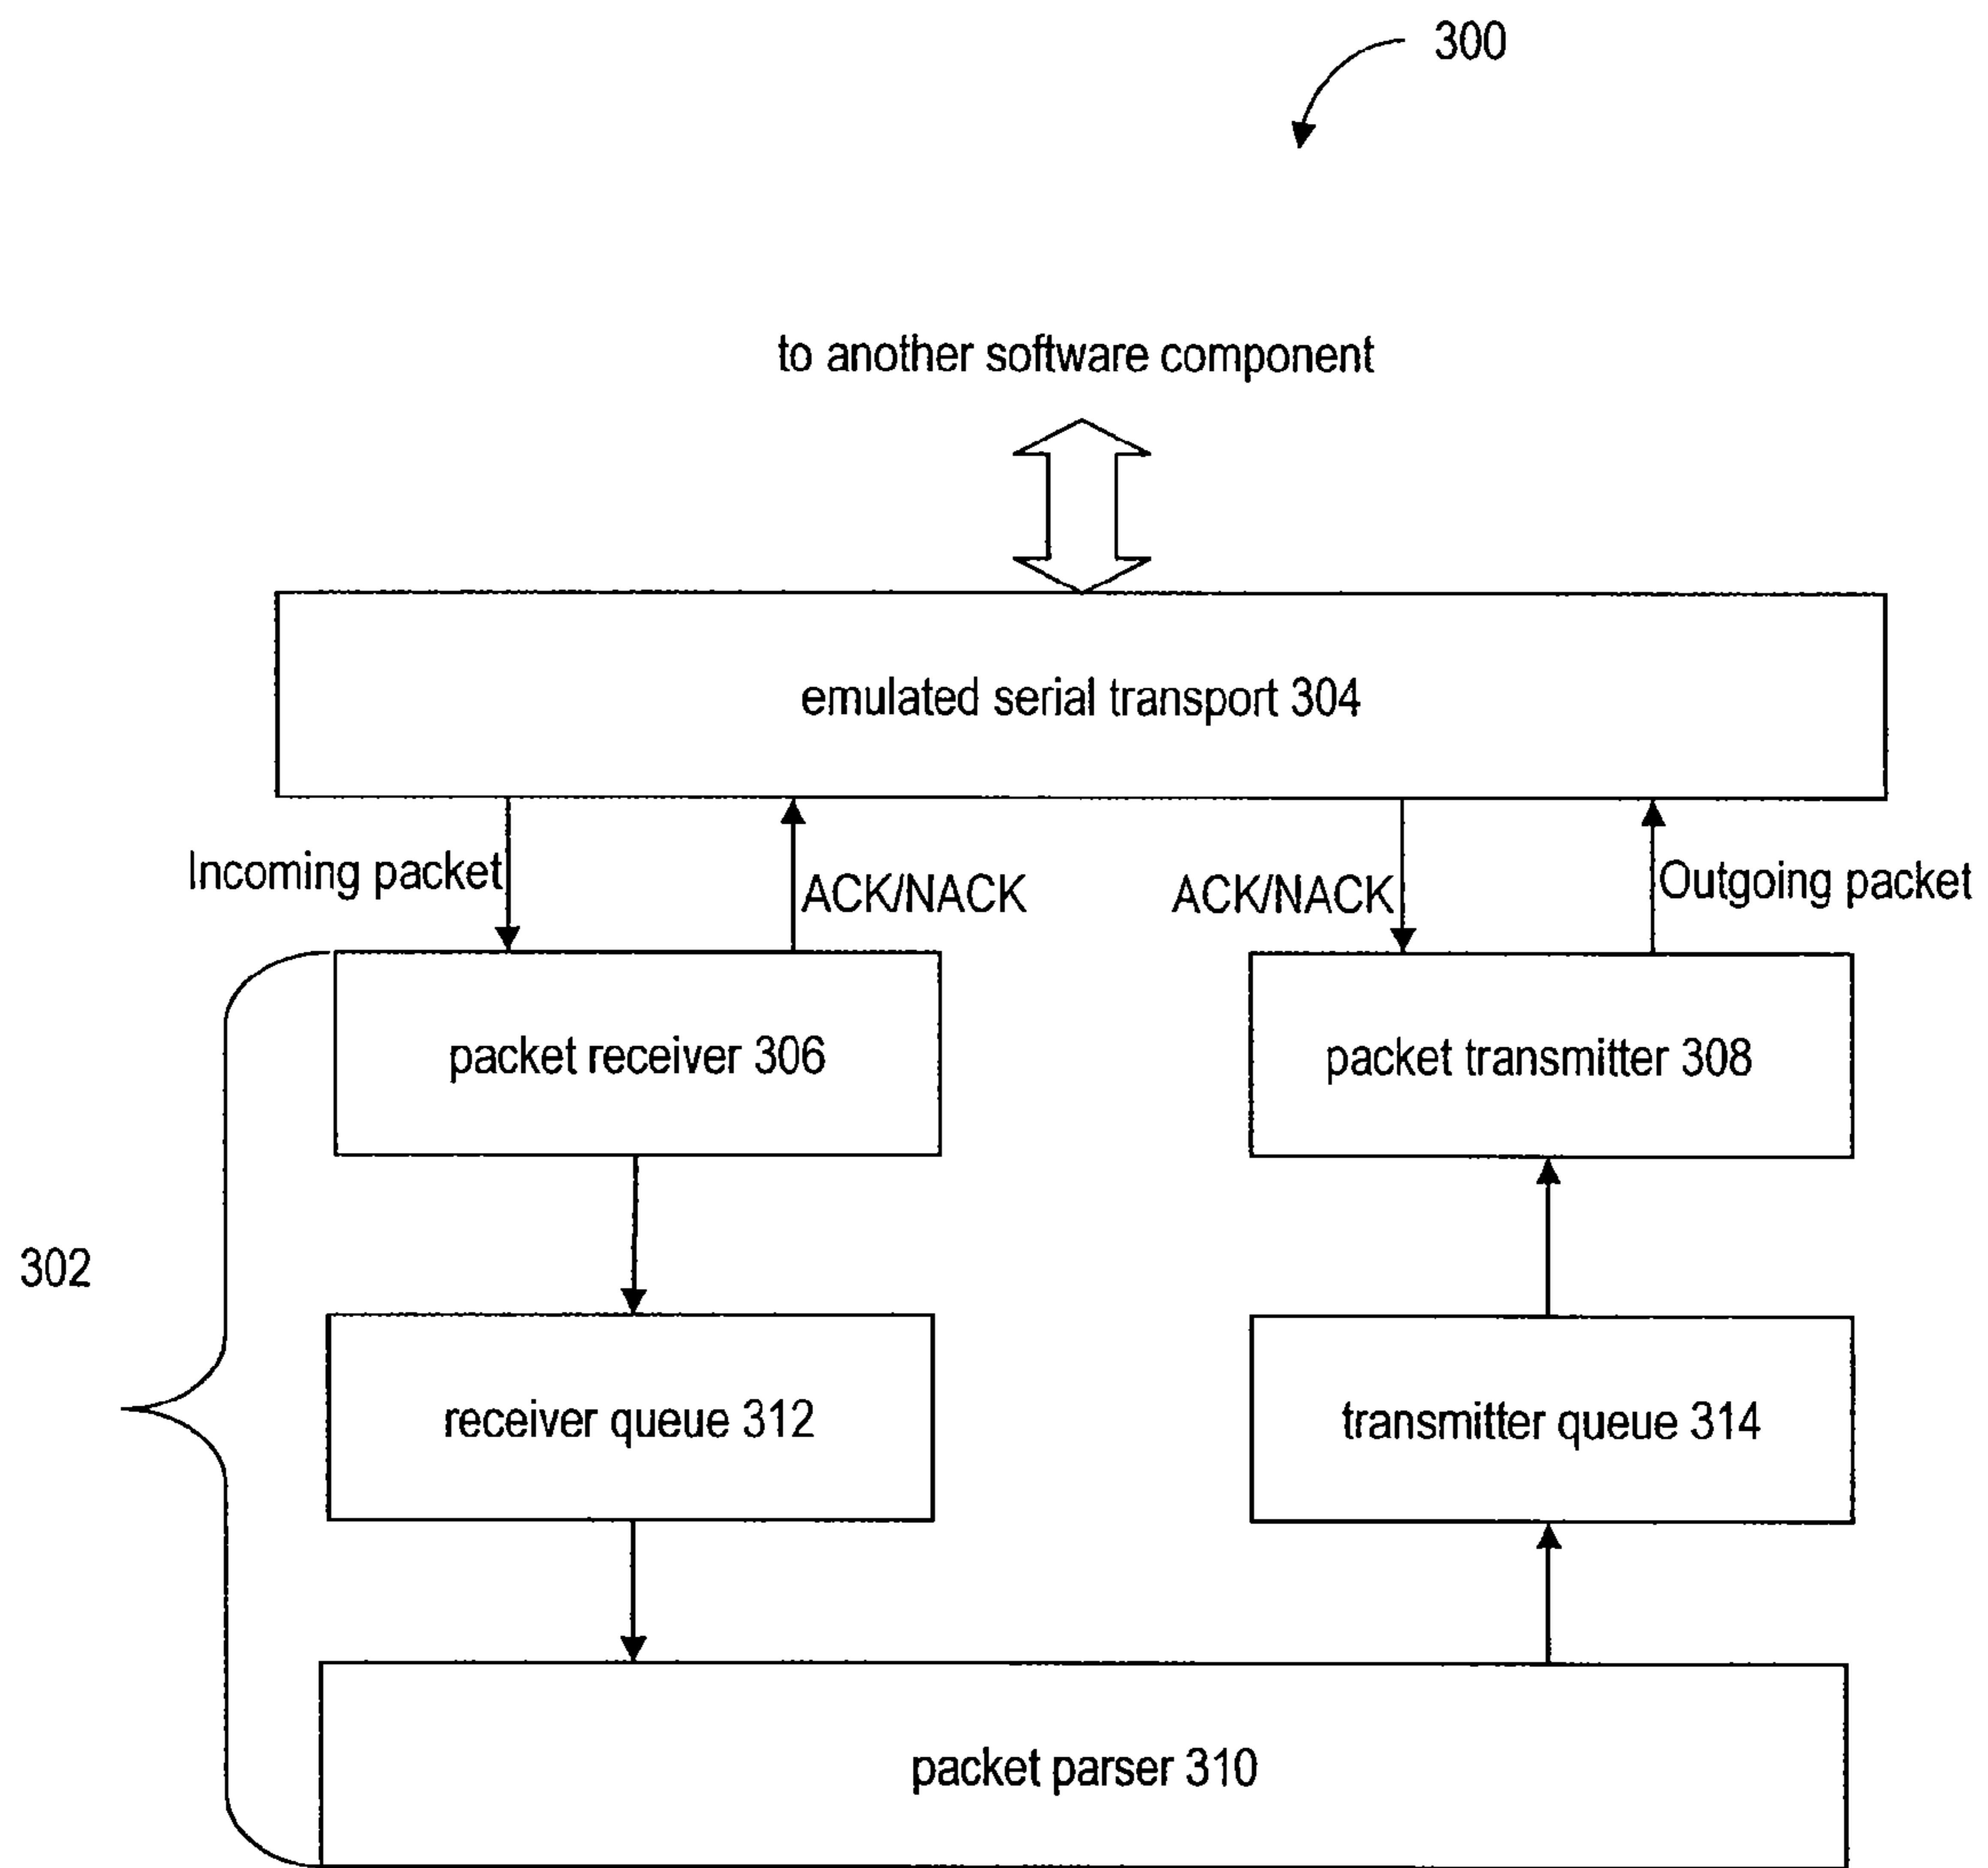 300
to another software component
emulated serial transport 304
Incoming packet
ACK/NACK
ACK/NACK
Outgoing packet
packet receiver 306
packet transmitter 308
302
receiver queue 312
transmitter queue 314
packet parser 310